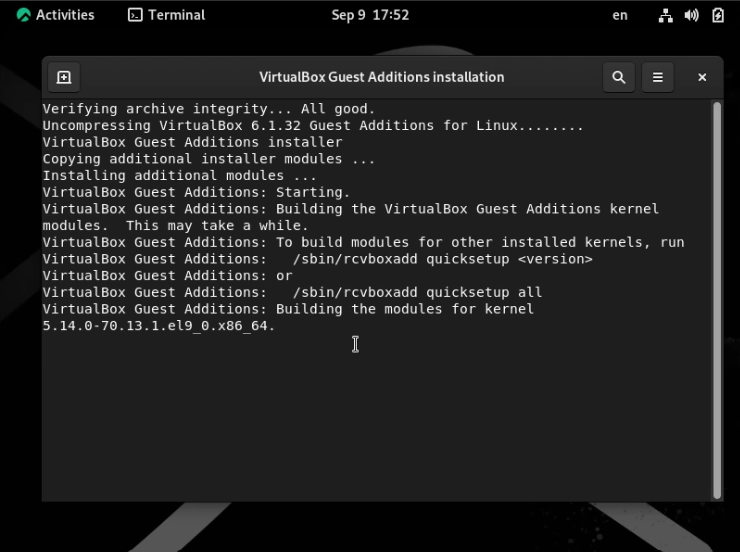 Activities Terminal Sep 9 17:52 en
VirtualBox Guest Additions installation
Verifying archive integrity... All good.
Uncompressing VirtualBox 6.1.32 Guest Additions for Linux........
VirtualBox Guest Additions installer
Copying additional installer modules ...
Installing additional modules ...
VirtualBox Guest Additions: Starting.
VirtualBox Guest Additions: Building the VirtualBox Guest Additions kernel
modules.  This may take a while.
VirtualBox Guest Additions: To build modules for other installed kernels, run
VirtualBox Guest Additions:   /sbin/rcvboxadd quicksetup <version>
VirtualBox Guest Additions: or
VirtualBox Guest Additions:   /sbin/rcvboxadd quicksetup all
VirtualBox Guest Additions: Building the modules for kernel
5.14.0-70.13.1.el9_0.x86_64.